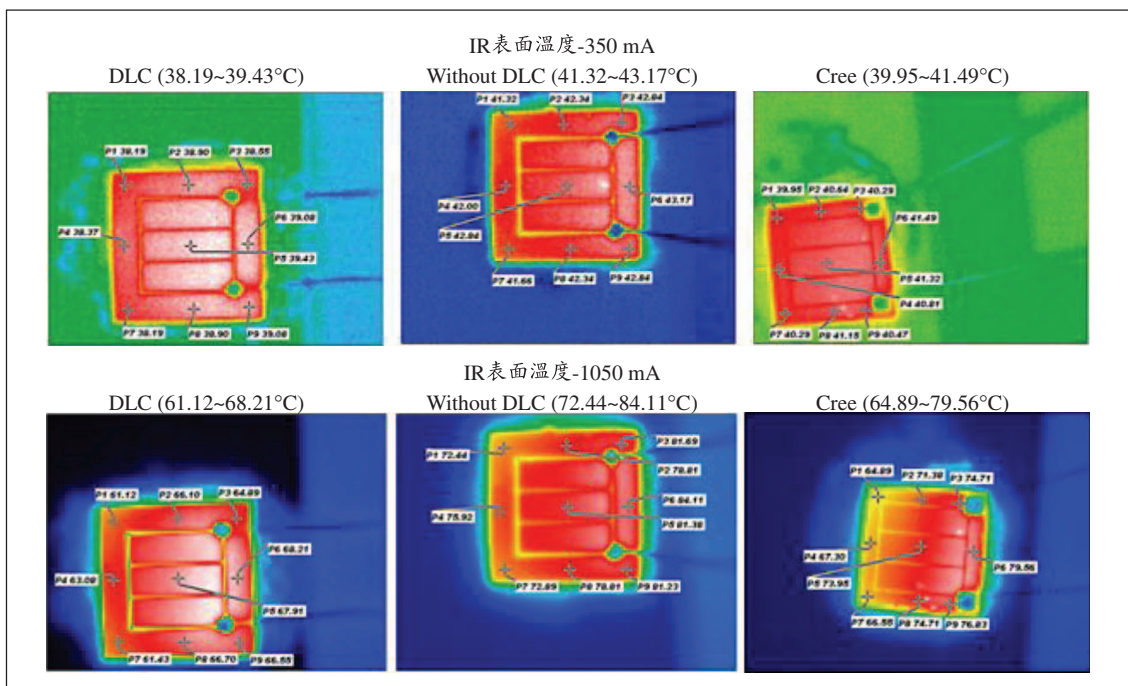 IR表面溫度-350 mA
DLC (38.19~39.43°C)
Without DLC (41.32~43.17°C)
Cree (39.95~41.49°C)
P1 38.19
P2 38.90
P3 38.55
P4 38.37
P6 39.08
P5 39.43
P7 38.19
P8 38.90
P9 39.08
P1 41.32
P2 42.34
P3 42.84
P4 42.00
P6 43.17
P5 42.84
P7 41.66
P8 42.34
P9 42.84
P1 39.95
P2 40.64
P3 40.29
P6 41.49
P5 41.32
P4 40.81
P7 40.29
P8 41.15
P9 40.47
IR表面溫度-1050 mA
DLC (61.12~68.21°C)
Without DLC (72.44~84.11°C)
Cree (64.89~79.56°C)
P1 61.12
P2 66.10
P3 64.89
P6 68.21
P4 63.08
P5 67.91
P7 61.43
P8 66.70
P9 66.55
P3 81.69
P1 72.44
P2 78.81
P6 84.11
P4 75.92
P5 81.38
P7 72.89
P8 78.81
P9 81.23
P1 64.89
P2 71.38
P3 74.71
P4 67.30
P6 79.56
P5 73.95
P7 66.55
P8 74.71
P9 76.83